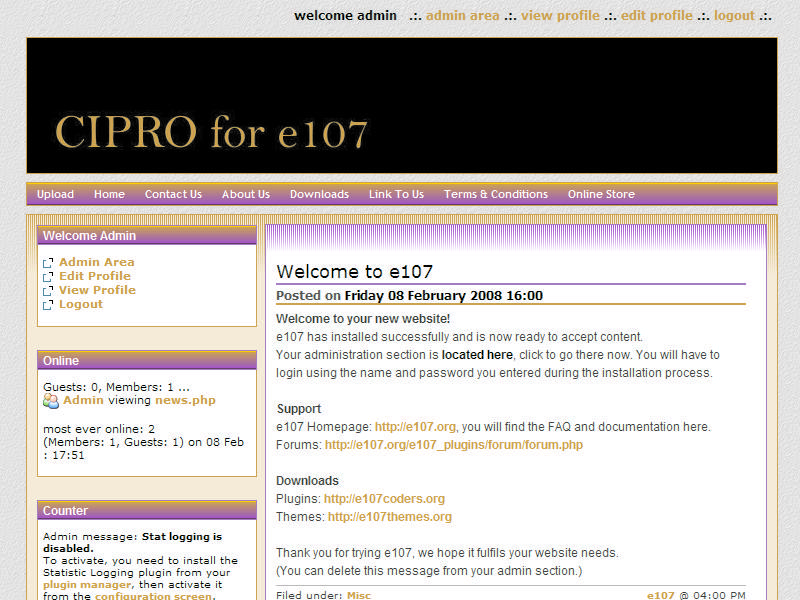 welcome admin .:. admin area .:. view profile .:. edit profile .:. logout .:.
CIPRO for e107
Upload Home Contact Us About Us Downloads Link To Us Terms & Conditions Online Store
Welcome Admin
Admin Area
Edit Profile
View Profile
Logout
Online
Guests: 0, Members: 1 ...
Admin viewing news.php
most ever online: 2
(Members: 1, Guests: 1) on 08 Feb
: 17:51
Counter
Admin message: Stat logging is
disabled.
To activate, you need to install the
Statistic Logging plugin from your
plugin manager, then activate it
from the configuration screen.
Welcome to e107
Posted on Friday 08 February 2008 16:00
Welcome to your new website!
e107 has installed successfully and is now ready to accept content.
Your administration section is located here, click to go there now. You will have to
login using the name and password you entered during the installation process.
Support
e107 Homepage: http://e107.org, you will find the FAQ and documentation here.
Forums: http://e107.org/e107_plugins/forum/forum.php
Downloads
Plugins: http://e107coders.org
Themes: http://e107themes.org
Thank you for trying e107, we hope it fulfils your website needs.
(You can delete this message from your admin section.)
Filed under: Misc e107 @ 04:00 PM